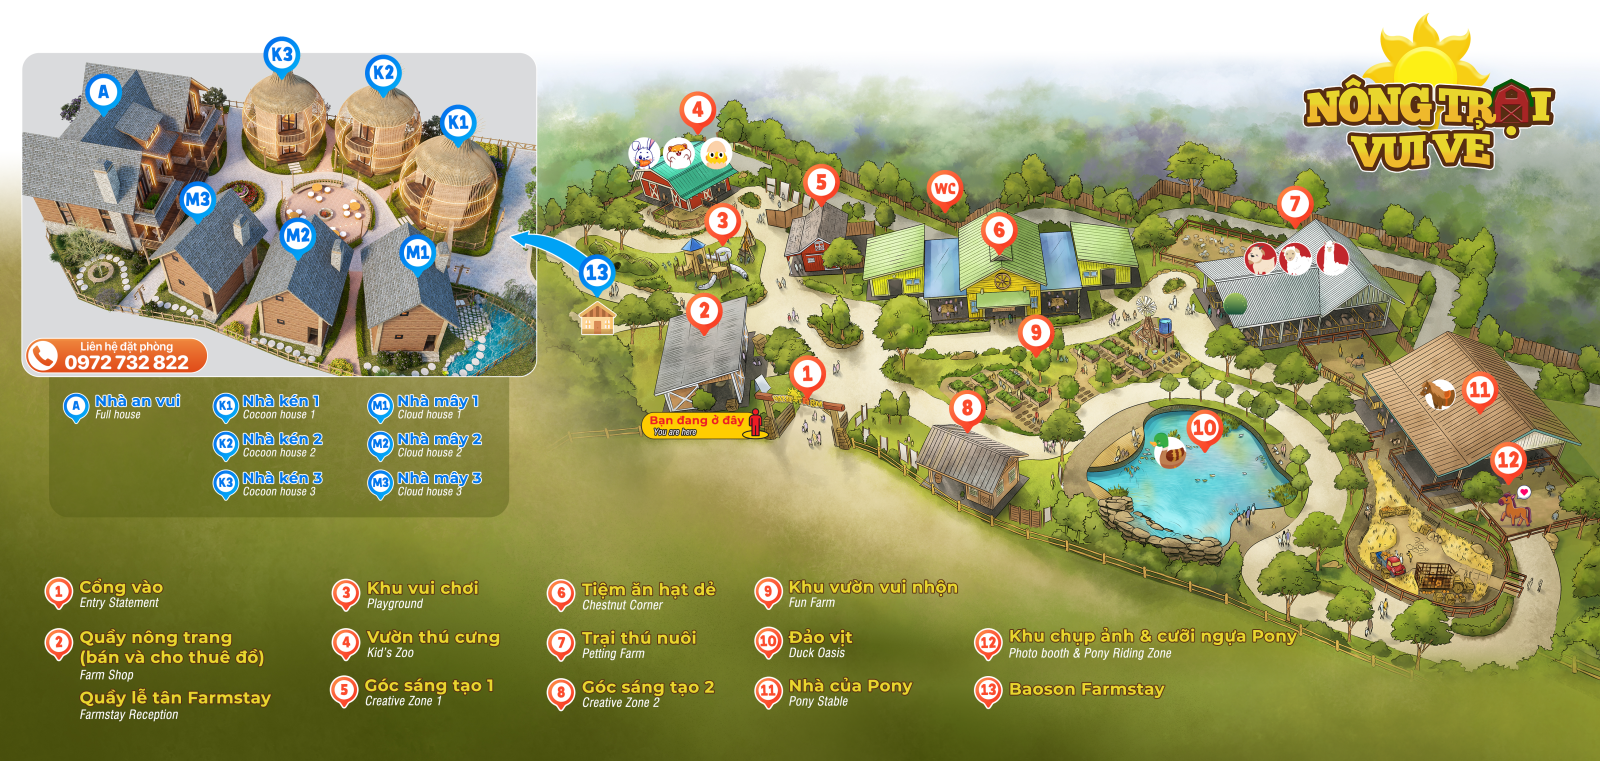 NÔNG TRẠI
VUI VẺ
A
K3
K2
K1
M3
M2
M1
Liên hệ đặt phòng
0972 732 822
A
Nhà an vui
Full house
K1
Nhà kén 1
Cocoon house 1
M1
Nhà mây 1
Cloud house 1
K2
Nhà kén 2
Cocoon house 2
M2
Nhà mây 2
Cloud house 2
K3
Nhà kén 3
Cocoon house 3
M3
Nhà mây 3
Cloud house 3
4
5
WC
3
6
7
13
2
9
1
8
10
11
12
Bạn đang ở đây
You are here
1
Cổng vào
Entry Statement
2
Quầy nông trang
(bán và cho thuê đồ)
Farm Shop
Quầy lễ tân Farmstay
Farmstay Reception
3
Khu vui chơi
Playground
4
Vườn thú cưng
Kid's Zoo
5
Góc sáng tạo 1
Creative Zone 1
6
Tiệm ăn hạt dẻ
Chestnut Corner
7
Trại thú nuôi
Petting Farm
8
Góc sáng tạo 2
Creative Zone 2
9
Khu vườn vui nhộn
Fun Farm
10
Đảo vịt
Duck Oasis
11
Nhà của Pony
Pony Stable
12
Khu chụp ảnh & cưỡi ngựa Pony
Photo booth & Pony Riding Zone
13
Baoson Farmstay